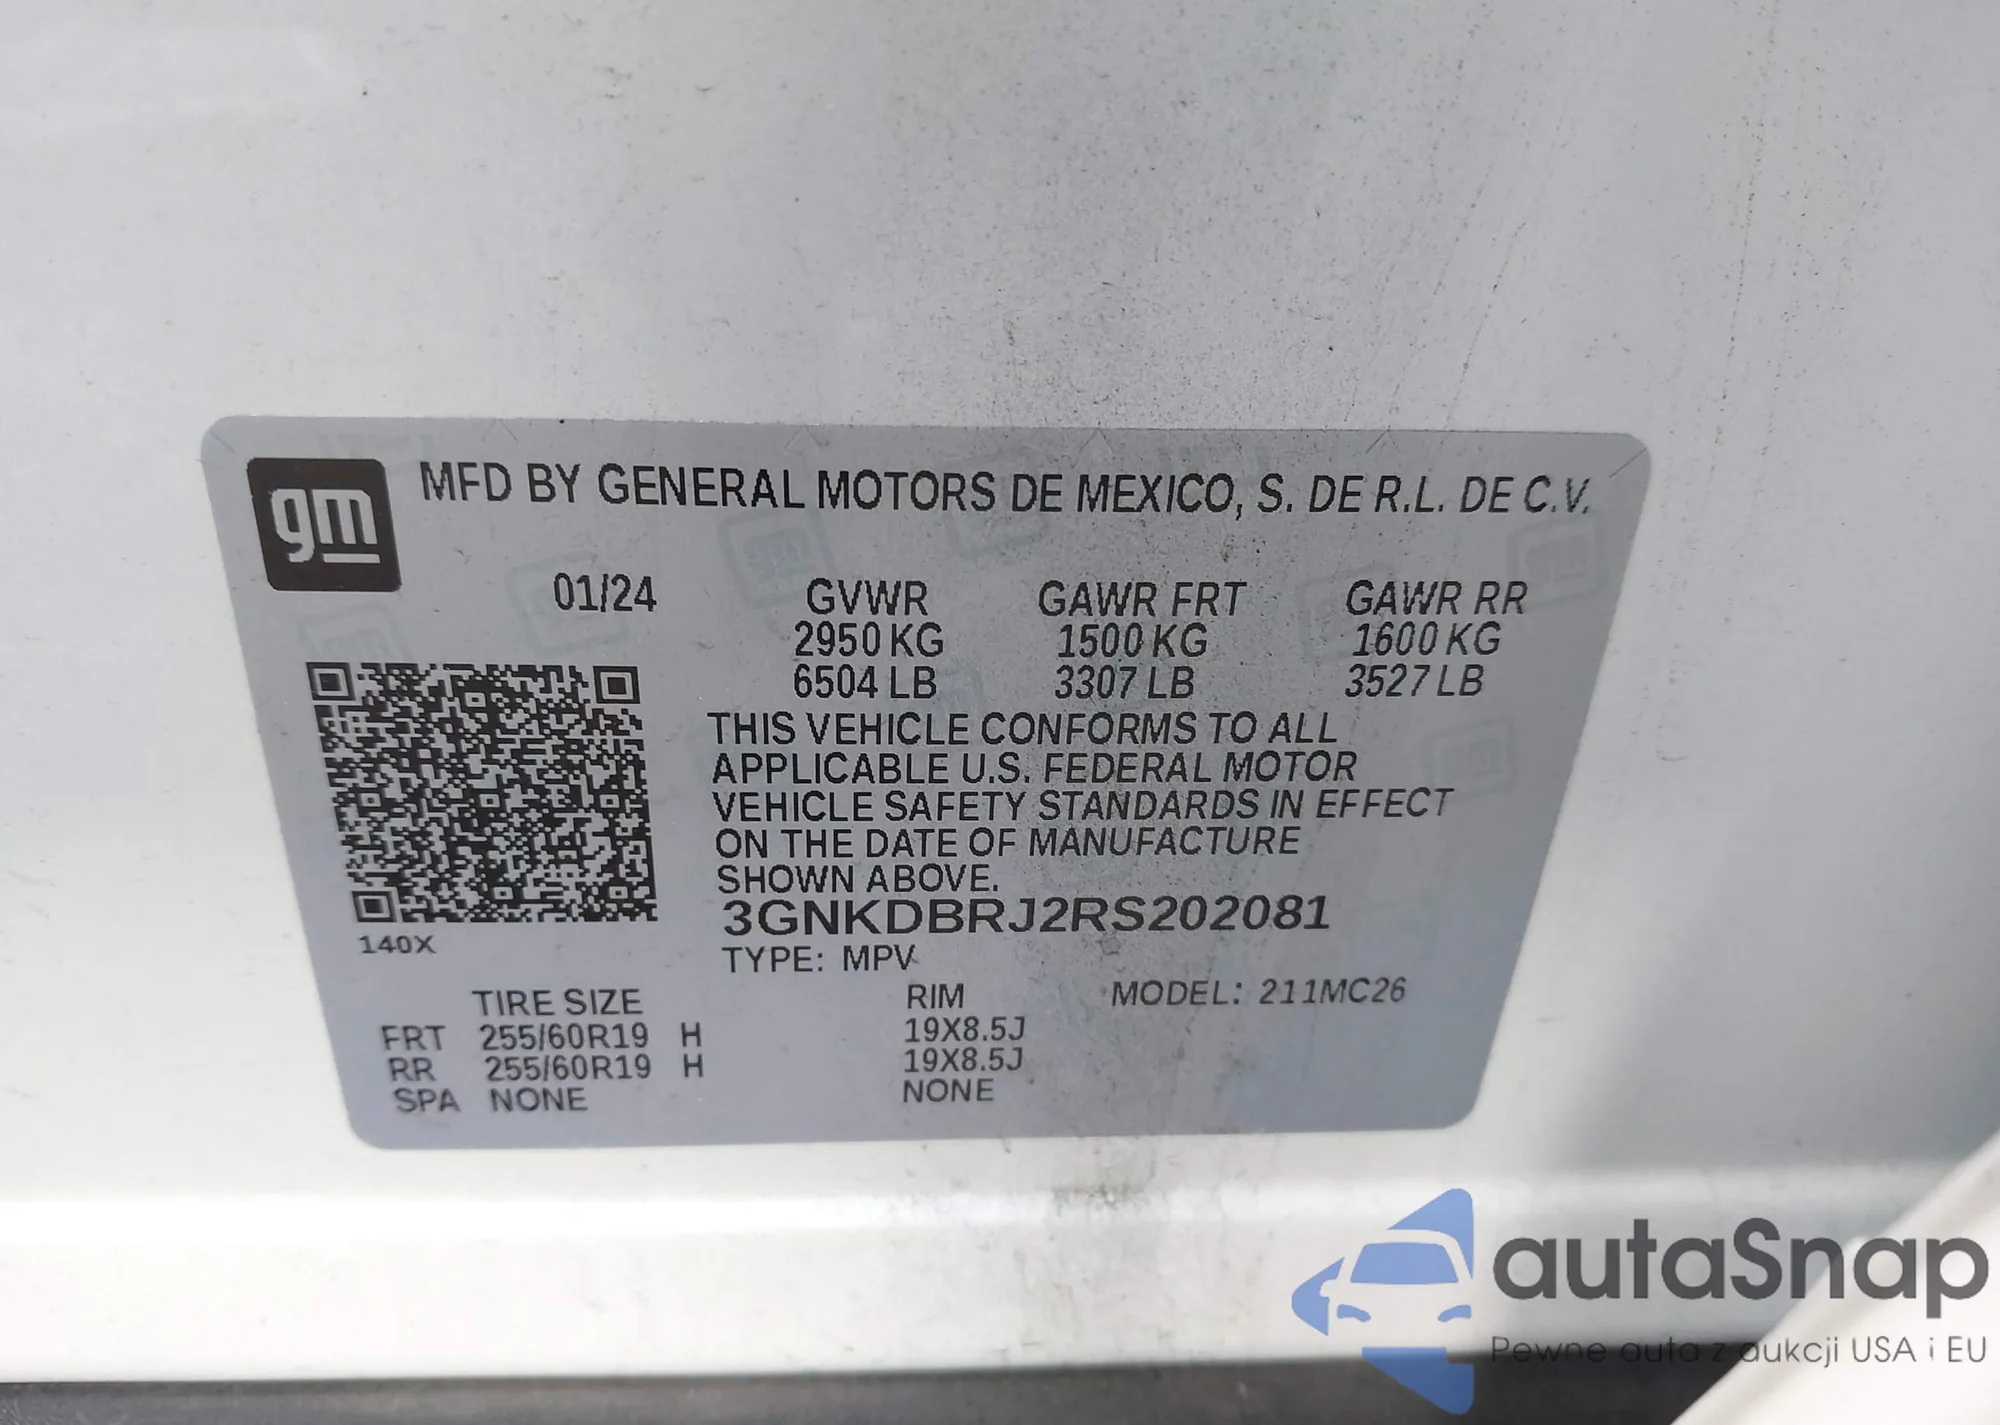 gm
MFD BY GENERAL MOTORS DE MEXICO, S. DE R.L. DE C.V.
01/24 GVWR GAWR FRT GAWR RR
2950 KG 1500 KG 1600 KG
6504 LB 3307 LB 3527 LB
THIS VEHICLE CONFORMS TO ALL
APPLICABLE U.S. FEDERAL MOTOR
VEHICLE SAFETY STANDARDS IN EFFECT
ON THE DATE OF MANUFACTURE
SHOWN ABOVE.
3GNKDBRJ2RS202081
140X
TYPE: MPV
TIRE SIZE RIM MODEL: 211MC26
FRT 255/60R19 H 19X8.5J
RR 255/60R19 H 19X8.5J
SPA NONE NONE
autaSnap
Pewne auta z aukcji USA i EU